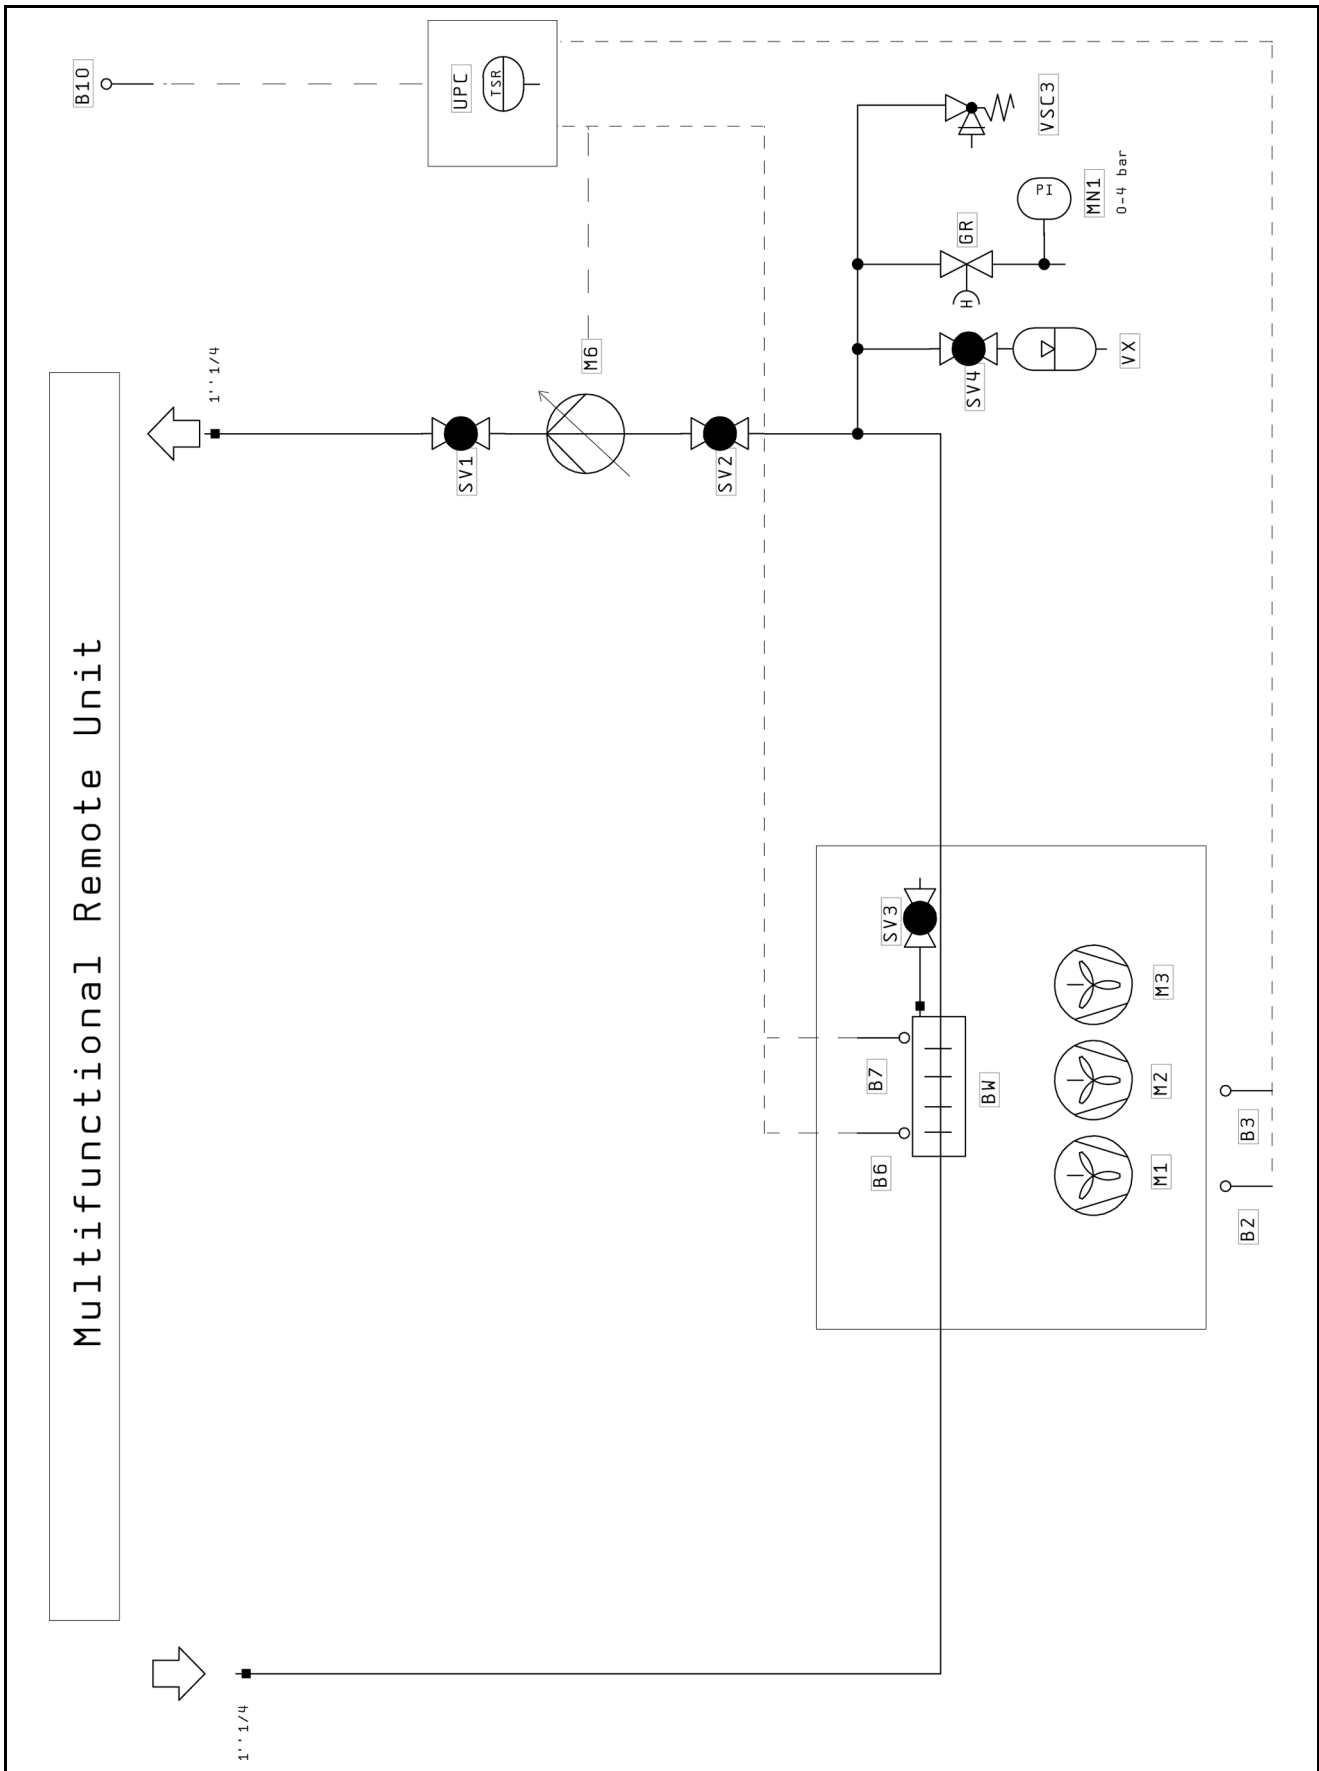 Multifunctional Remote Unit
B10
UPC
TSR
1''1/4
M6
SV1
SV2
VSC3
PI
MN1
0-4 bar
GR
H
SV4
VX
SV3
B7
B6
BW
M3
M2
M1
B3
B2
1''1/4